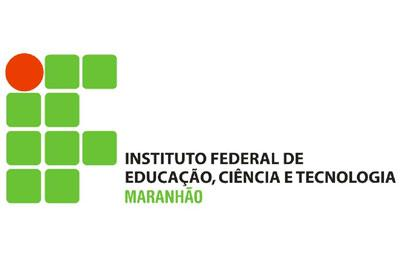 INSTITUTO FEDERAL DE
EDUCAÇÃO, CIÊNCIA E TECNOLOGIA
MARANHÃO